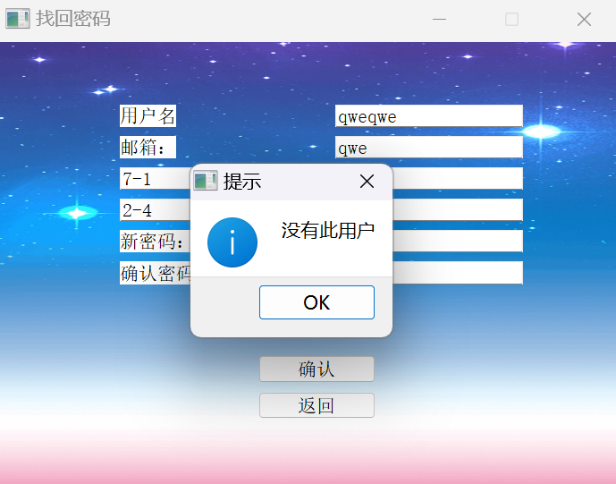 找回密码
用户名
qweqwe
邮箱：
qwe
7-1
2-4
新密码：
确认密码
提示
没有此用户
OK
确认
返回